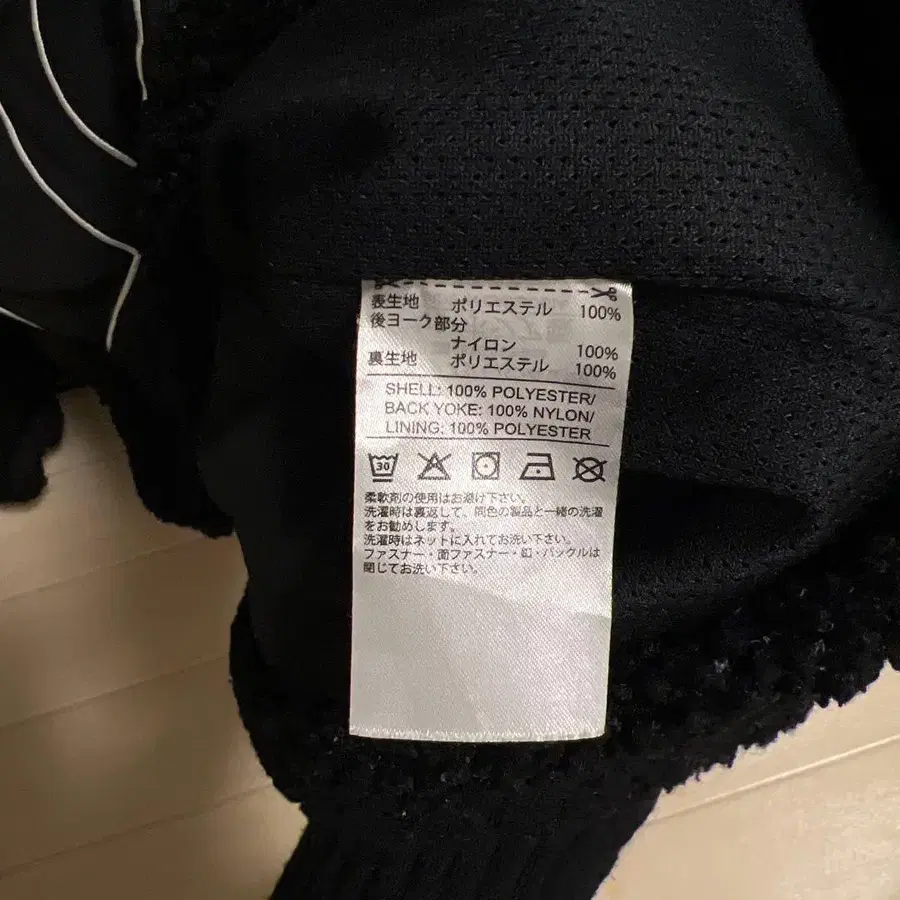 表生地 ポリエステル 100%
後ヨーク部分
ナイロン 100%
裏生地 ポリエステル 100%
SHELL: 100% POLYESTER/
BACK YOKE: 100% NYLON/
LINING: 100% POLYESTER
30
柔軟剤の使用はお避け下さい。
洗濯時は裏返して、同色の製品と一緒の洗濯
をお勧めします。
洗濯時はネットに入れてお洗い下さい。
ファスナー・面ファスナー・釦・バックルは
閉じてお洗い下さい。